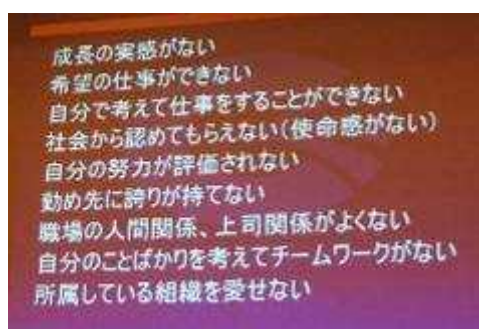 成長の実感がない
希望の仕事ができない
自分で考えて仕事をすることができない
社会から認めてもらえない(使命感がない)
自分の努力が評価されない
勤め先に誇りが持てない
職場の人間関係、上司関係がよくない
自分のことばかりを考えてチームワークがない
所属している組織を愛せない